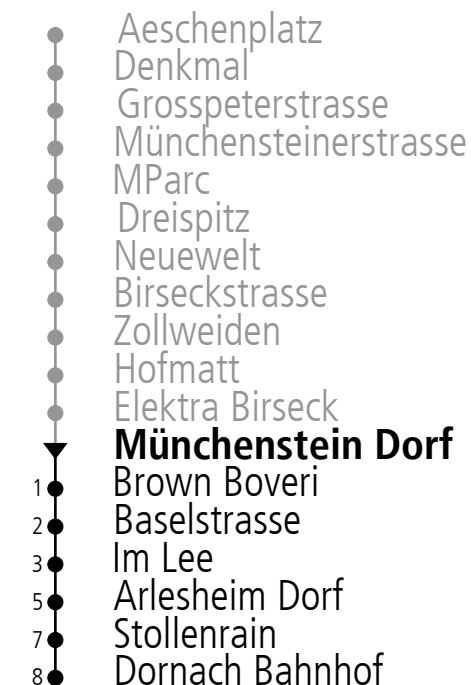 Aeschenplatz
Denkmal
Grosspeterstrasse
Münchensteinerstrasse
MParc
Dreispitz
Neuewelt
Birseckstrasse
Zollweiden
Hofmatt
Elektra Birseck
Münchenstein Dorf
1 Brown Boveri
2 Baselstrasse
3 Im Lee
5 Arlesheim Dorf
7 Stollenrain
8 Dornach Bahnhof